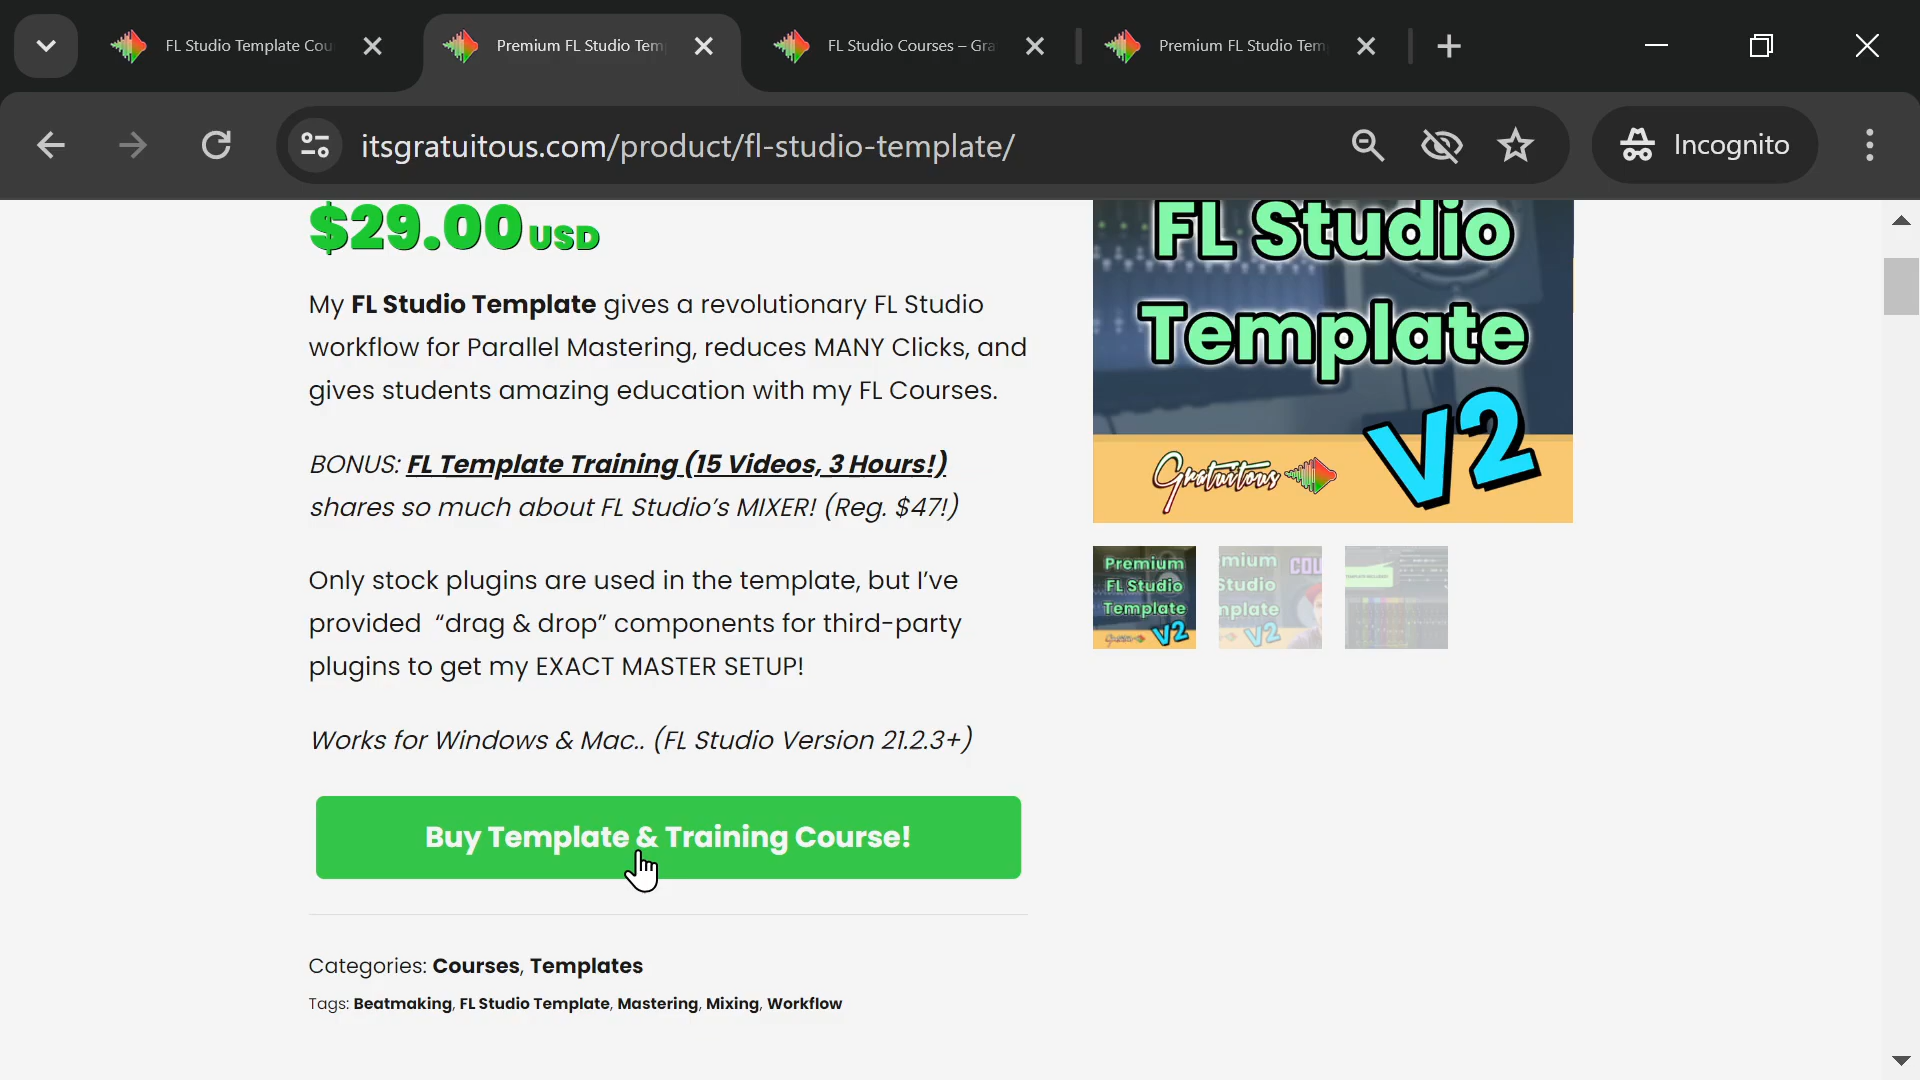 FL Studio Template Cou
Premium FL Studio Tem
FL Studio Courses – Gra
Premium FL Studio Tem
itsgratuitous.com/product/fl-studio-template/
Incognito
$29.00 USD
My FL Studio Template gives a revolutionary FL Studio
workflow for Parallel Mastering, reduces MANY Clicks, and
gives students amazing education with my FL Courses.
BONUS: FL Template Training (15 Videos, 3 Hours!)
shares so much about FL Studio's MIXER! (Reg. $47!)
Only stock plugins are used in the template, but I've
provided “drag & drop” components for third-party
plugins to get my EXACT MASTER SETUP!
Works for Windows & Mac.. (FL Studio Version 21.2.3+)
Buy Template & Training Course!
Categories: Courses, Templates
Tags: Beatmaking, FL Studio Template, Mastering, Mixing, Workflow
FL Studio
Template
V2
Gratuitous
Premium
FL Studio
Template
V2
mium
COU
Studio
mplate
V2